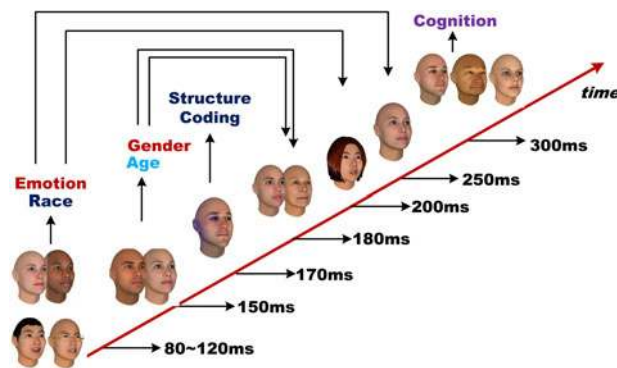 Cognition
time
Structure
Coding
Gender
Age
Emotion
Race
300ms
250ms
200ms
180ms
170ms
150ms
80~120ms